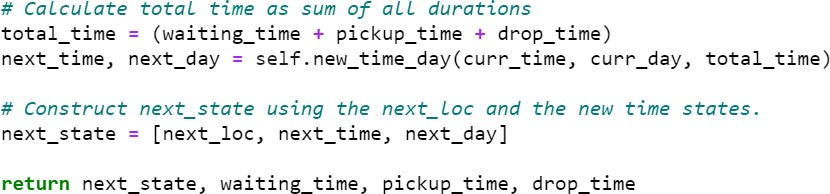 # Calculate total time as sum of all durations
total_time = (waiting_time + pickup_time + drop_time)
next_time, next_day = self.new_time_day(curr_time, curr_day, total_time)
# Construct next_state using the next_loc and the new time states.
next_state = [next_loc, next_time, next_day]
return next_state, waiting_time, pickup_time, drop_time